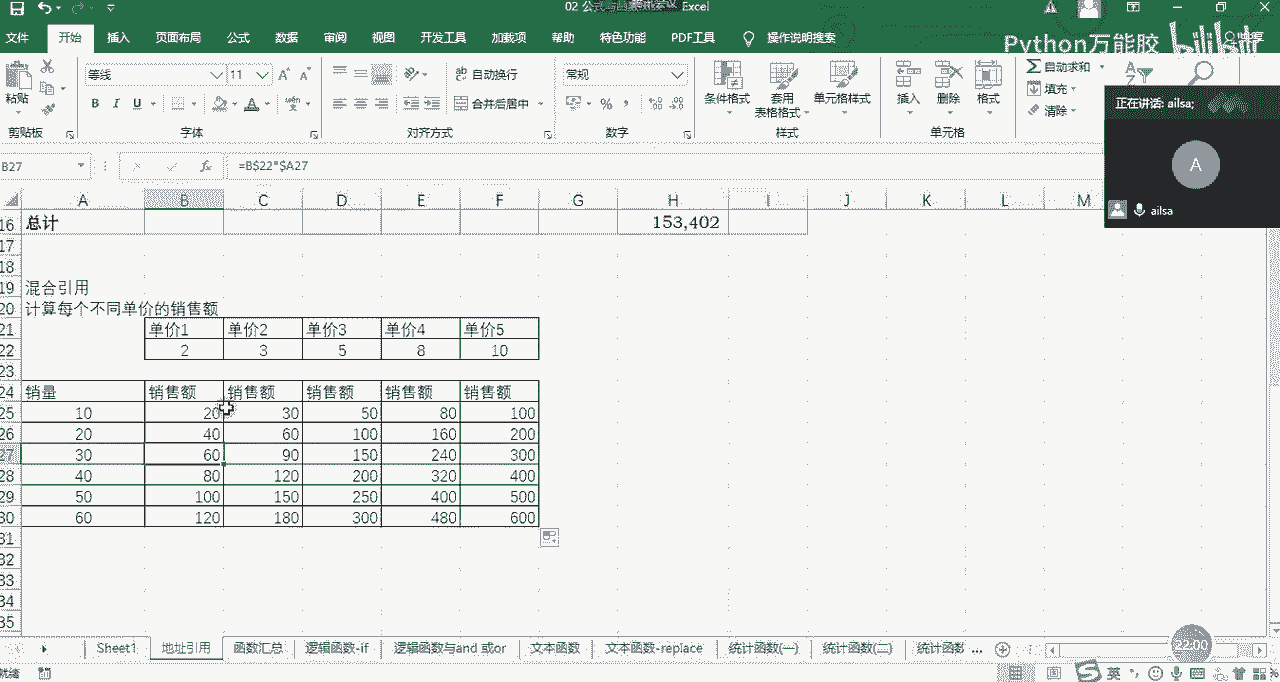 Excel
文件 开始 插入 页面布局 公式 数据 审阅 视图 开发工具 加载项 帮助 特色功能 PDF工具 操作说明搜索
Python万能胶 bilibili
粘贴 等线 11 自动换行 常规 条件格式 套用 表格格式 单元格样式 插入 删除 格式 自动求和
B I U 合并后居中 % 填充
清除
剪贴板 字体 对齐方式 数字 样式 单元格
正在讲话: ailsa;
A
ailsa
B27 fx =B$22*$A27
A B C D E F G H I J K L M
16 总计 153,402
17
18
19 混合引用
20 计算每个不同单价的销售额
21 单价1 单价2 单价3 单价4 单价5
22 2 3 5 8 10
23
24 销量 销售额 销售额 销售额 销售额 销售额
25 10 20 30 50 80 100
26 20 40 60 100 160 200
27 30 60 90 150 240 300
28 40 80 120 200 320 400
29 50 100 150 250 400 500
30 60 120 180 300 480 600
31
32
33
34
35
Sheet1 地址引用 函数汇总 逻辑函数-if 逻辑函数与and 或or 文本函数 文本函数-replace 统计函数(一) 统计函数(二) 统计函数 ...
22:00
就绪 英